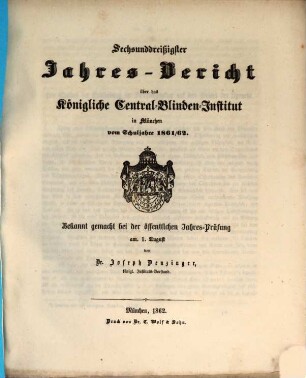 Sechsunddreißigster
Jahres-Bericht
über das
Königliche Central-Blinden-Institut
in München
vom Schuljahre 1861/62.
Bekannt gemacht bei der öffentlichen Jahres-Prüfung
am 1. August
von
Dr. Joseph Denzinger,
Königl. Instituts-Vorstand.
München, 1862.
Druck von Dr. C. Wolf & Sohn.